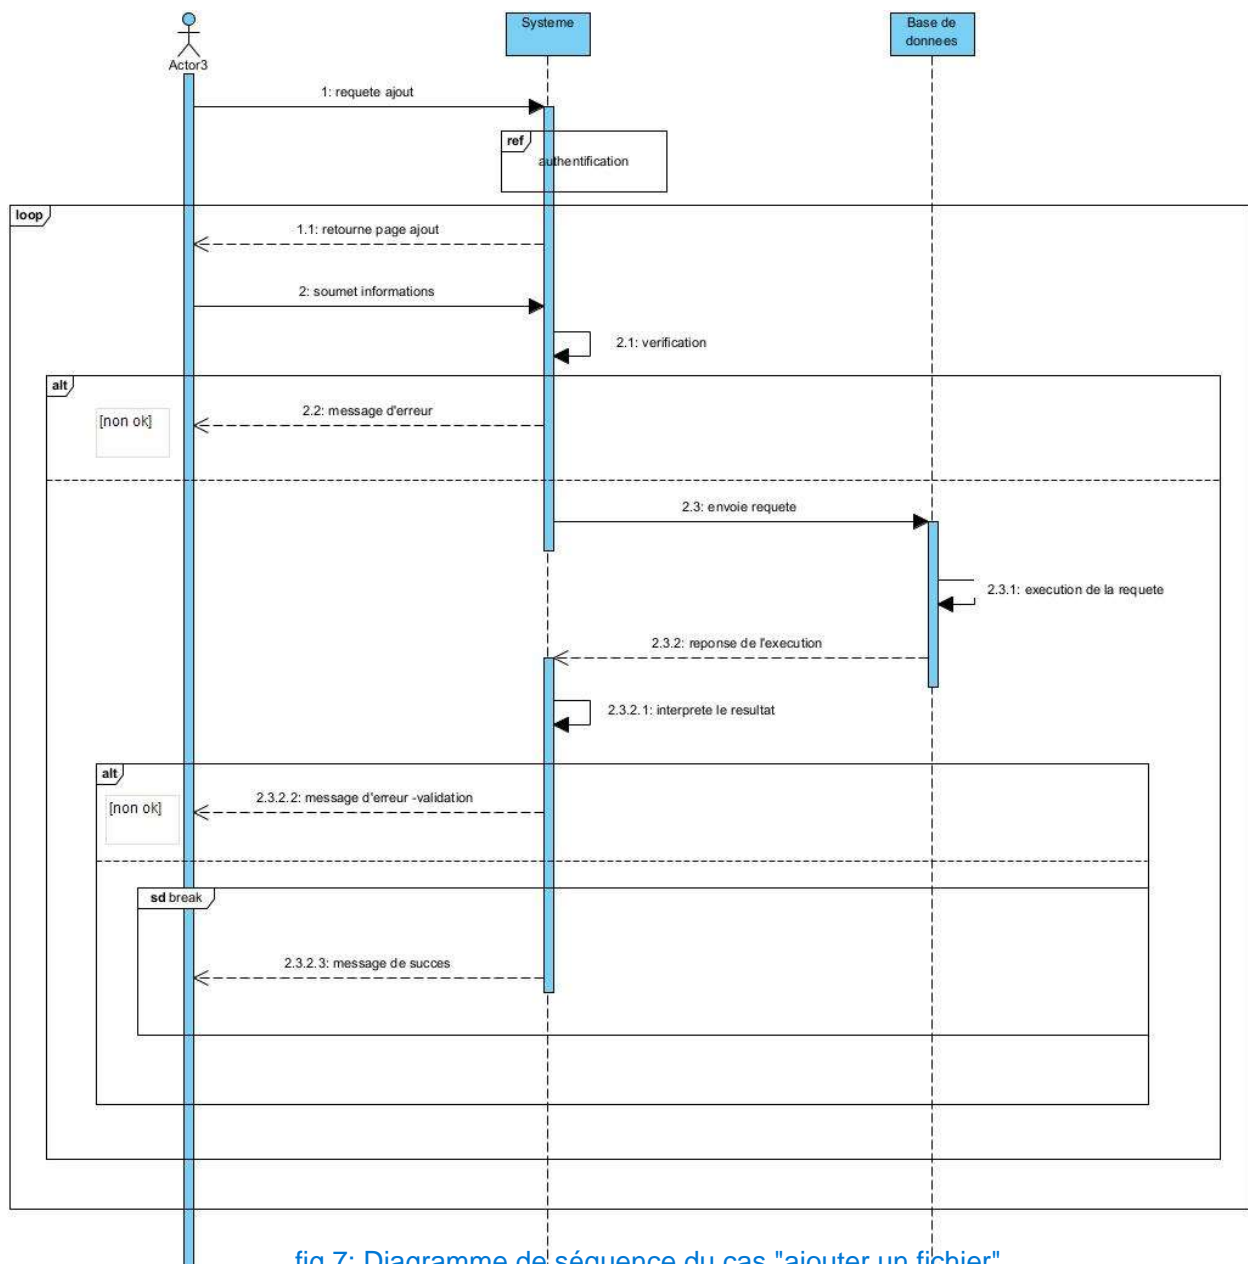 Systeme
Base de
donnees
Actor3
1: requete ajout
ref
authentification
loop
1.1: retourne page ajout
2: soumet informations
2.1: verification
alt
[non ok]
2.2: message d'erreur
2.3: envoie requete
2.3.1: execution de la requete
2.3.2: reponse de l'execution
2.3.2.1: interprete le resultat
alt
[non ok]
2.3.2.2: message d'erreur -validation
sd break
2.3.2.3: message de succes
fig 7: Diagramme de séquence du cas "ajouter un fichier"